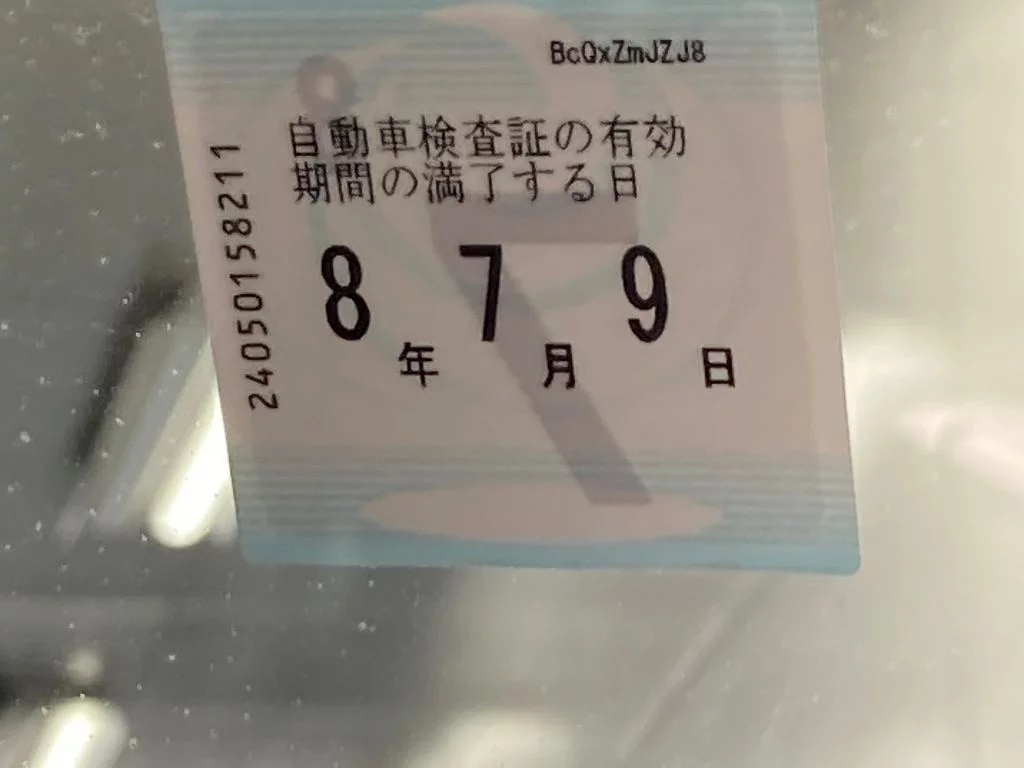 BcQxZmJZJ8
自動車検査証の有効
期間の満了する日
8年 7月 9日
24050158211